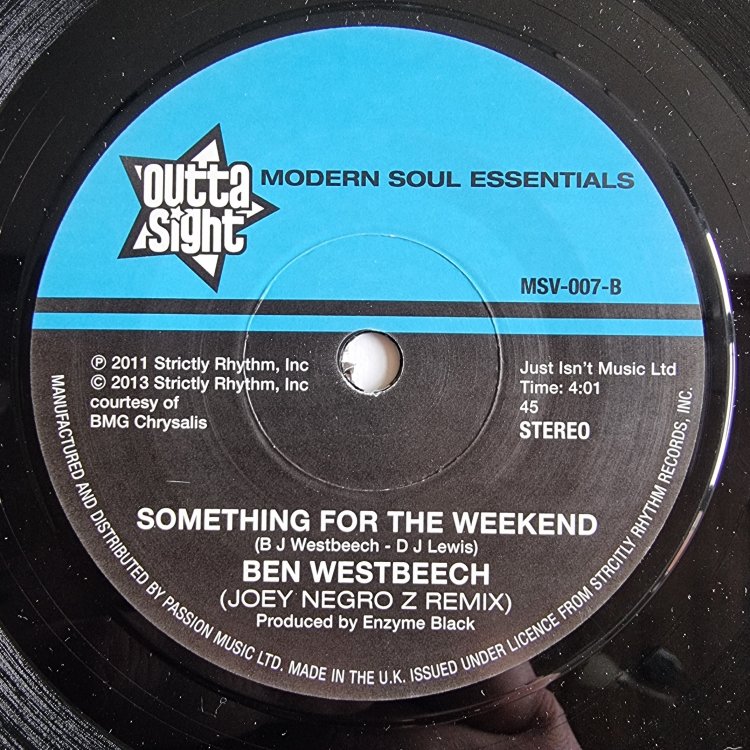 outta
sight
MODERN SOUL ESSENTIALS
MSV-007-B
℗ 2011 Strictly Rhythm, Inc
© 2013 Strictly Rhythm, Inc
courtesy of
BMG Chrysalis
Just Isn't Music Ltd
Time: 4:01
45
STEREO
SOMETHING FOR THE WEEKEND
(B J Westbeech - D J Lewis)
BEN WESTBEECH
(JOEY NEGRO Z REMIX)
Produced by Enzyme Black
MANUFACTURED AND DISTRIBUTED BY PASSION MUSIC LTD. MADE IN THE U.K. ISSUED UNDER LICENCE FROM STRCITLY RHYTHM RECORDS, INC.